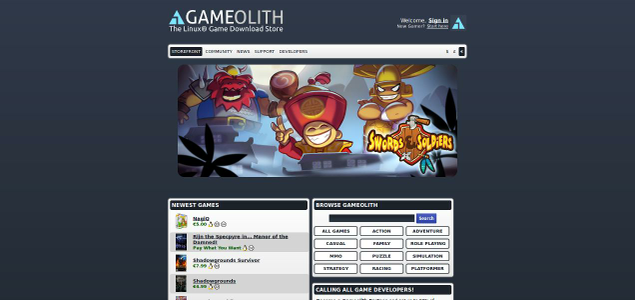 GAMEOLITH
The Linux® Game Download Store
Welcome. Sign in
New Gamer? Start here
STOREFRONT COMMUNITY NEWS SUPPORT DEVELOPERS
$ £ €
SWORDS & SOLDIERS
NEWEST GAMES
NagiQ
€5.00
Rijn the Specpyre in... Manor of the
Damned!
Pay What You Want
Shadowgrounds Survivor
€7.99
Shadowgrounds
€4.99
BROWSE GAMEOLITH
Search
ALL GAMES ACTION ADVENTURE
CASUAL FAMILY ROLE PLAYING
MMO PUZZLE SIMULATION
STRATEGY RACING PLATFORMER
CALLING ALL GAME DEVELOPERS!